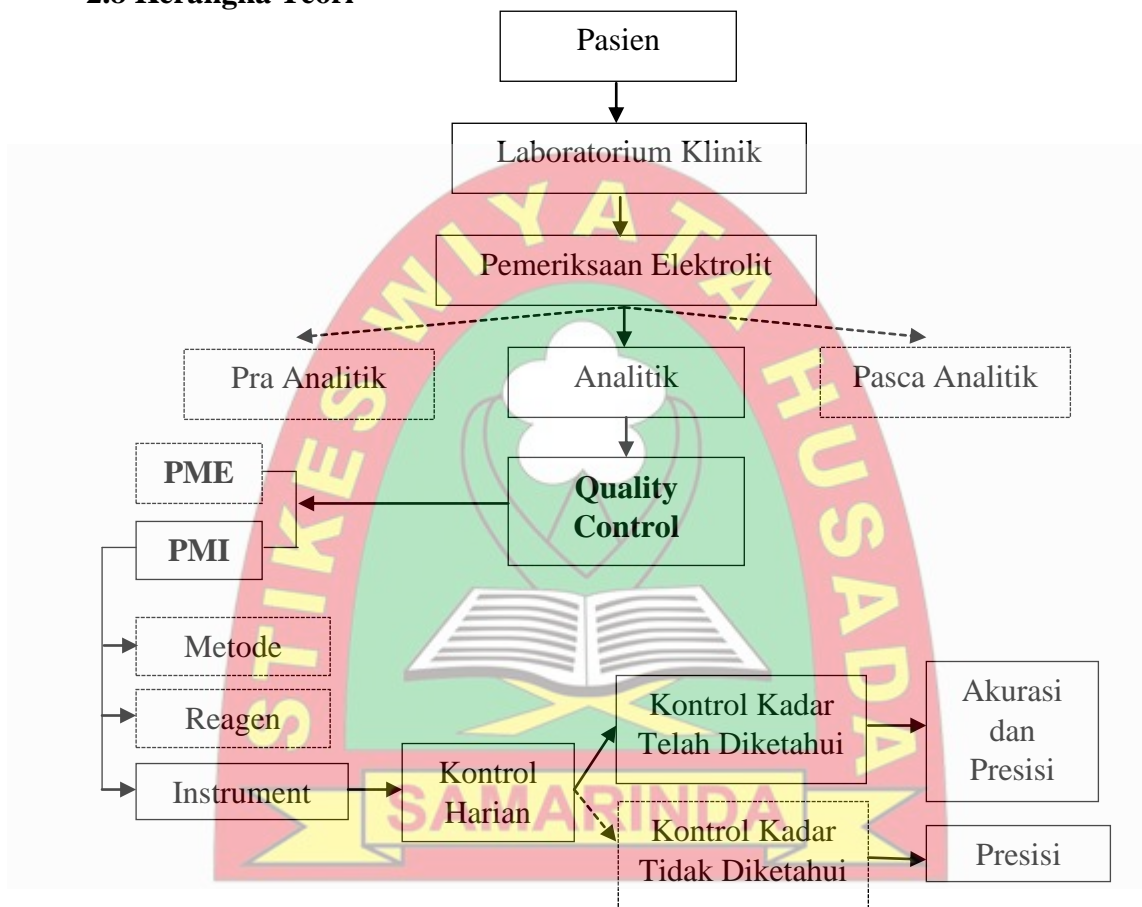 2.8 Kerangka Teori
Pasien
Laboratorium Klinik
Pemeriksaan Elektrolit
Pra Analitik
Analitik
Pasca Analitik
PME
Quality
Control
PMI
Metode
Reagen
Instrument
Kontrol
Harian
Kontrol Kadar
Telah Diketahui
Akurasi
dan
Presisi
Kontrol Kadar
Tidak Diketahui
Presisi
STIKES WIYATA HUSADA
SAMARINDA